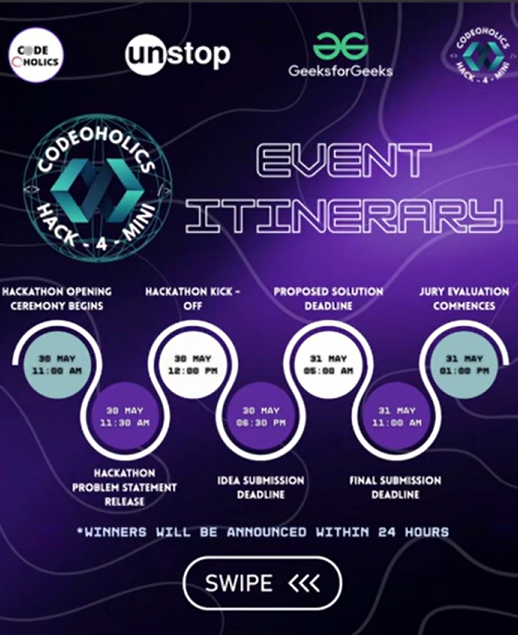 CODE
HOLICS
unstop
GeeksforGeeks
CODEOHOLICS
HACK - 4 - MINI
CODEOHOLICS
HACK - 4 - MINI
EVENT
ITINERARY
HACKATHON OPENING
CEREMONY BEGINS
HACKATHON KICK -
OFF
PROPOSED SOLUTION
DEADLINE
JURY EVALUATION
COMMENCES
30 MAY
11:00 AM
30 MAY
12:00 PM
31 MAY
05:00 AM
31 MAY
01:00 PM
30 MAY
11:30 AM
30 MAY
06:30 PM
31 MAY
11:00 AM
HACKATHON
PROBLEM STATEMENT
RELEASE
IDEA SUBMISSION
DEADLINE
FINAL SUBMISSION
DEADLINE
*WINNERS WILL BE ANNOUNCED WITHIN 24 HOURS
SWIPE <<<